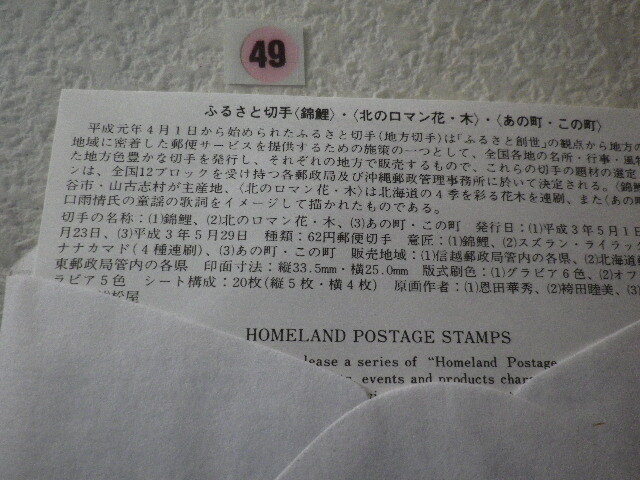 49
ふるさと切手〈錦鯉〉・〈北のロマン花・木〉・〈あの町・この町〉
平成元年4月1日から始められたふるさと切手(地方切手)は「ふるさと創世」の観点から地方の
地域に密着した郵便サービスを提供するための施策の一つとして、全国各地の名所・行事・風物
た地方色豊かな切手を発行し、それぞれの地方で販売するもので、これらの切手の題材の選定
ンは、全国12ブロックを受け持つ各郵政局及び沖縄郵政管理事務所に於いて決定される。〈錦鯉
谷市・山古志村が主産地、〈北のロマン花・木〉は北海道の4季を彩る花木を連刷、また〈あの町
口雨情氏の童謡の歌詞をイメージして描かれたものである。
切手の名称：(1)錦鯉、(2)北のロマン花・木、(3)あの町・この町　発行日：(1)平成3年5月1日
月23日、(3)平成3年5月29日　種類：62円郵便切手　意匠：(1)錦鯉、(2)スズラン・ライラック
ナナカマド(4種連刷)、(3)あの町・この町　販売地域：(1)信越郵政局管内の各県、(2)北海道
東郵政局管内の各県　印面寸法：縦33.5mm・横25.0mm　版式刷色：(1)グラビア6色、(2)オフ
ラビア5色　シート構成：20枚(縦5枚・横4枚)　原画作者：(1)恩田華秀、(2)袴田睦美、(3)
松屋
HOMELAND POSTAGE STAMPS
lease a series of "Homeland Postage
events and products char